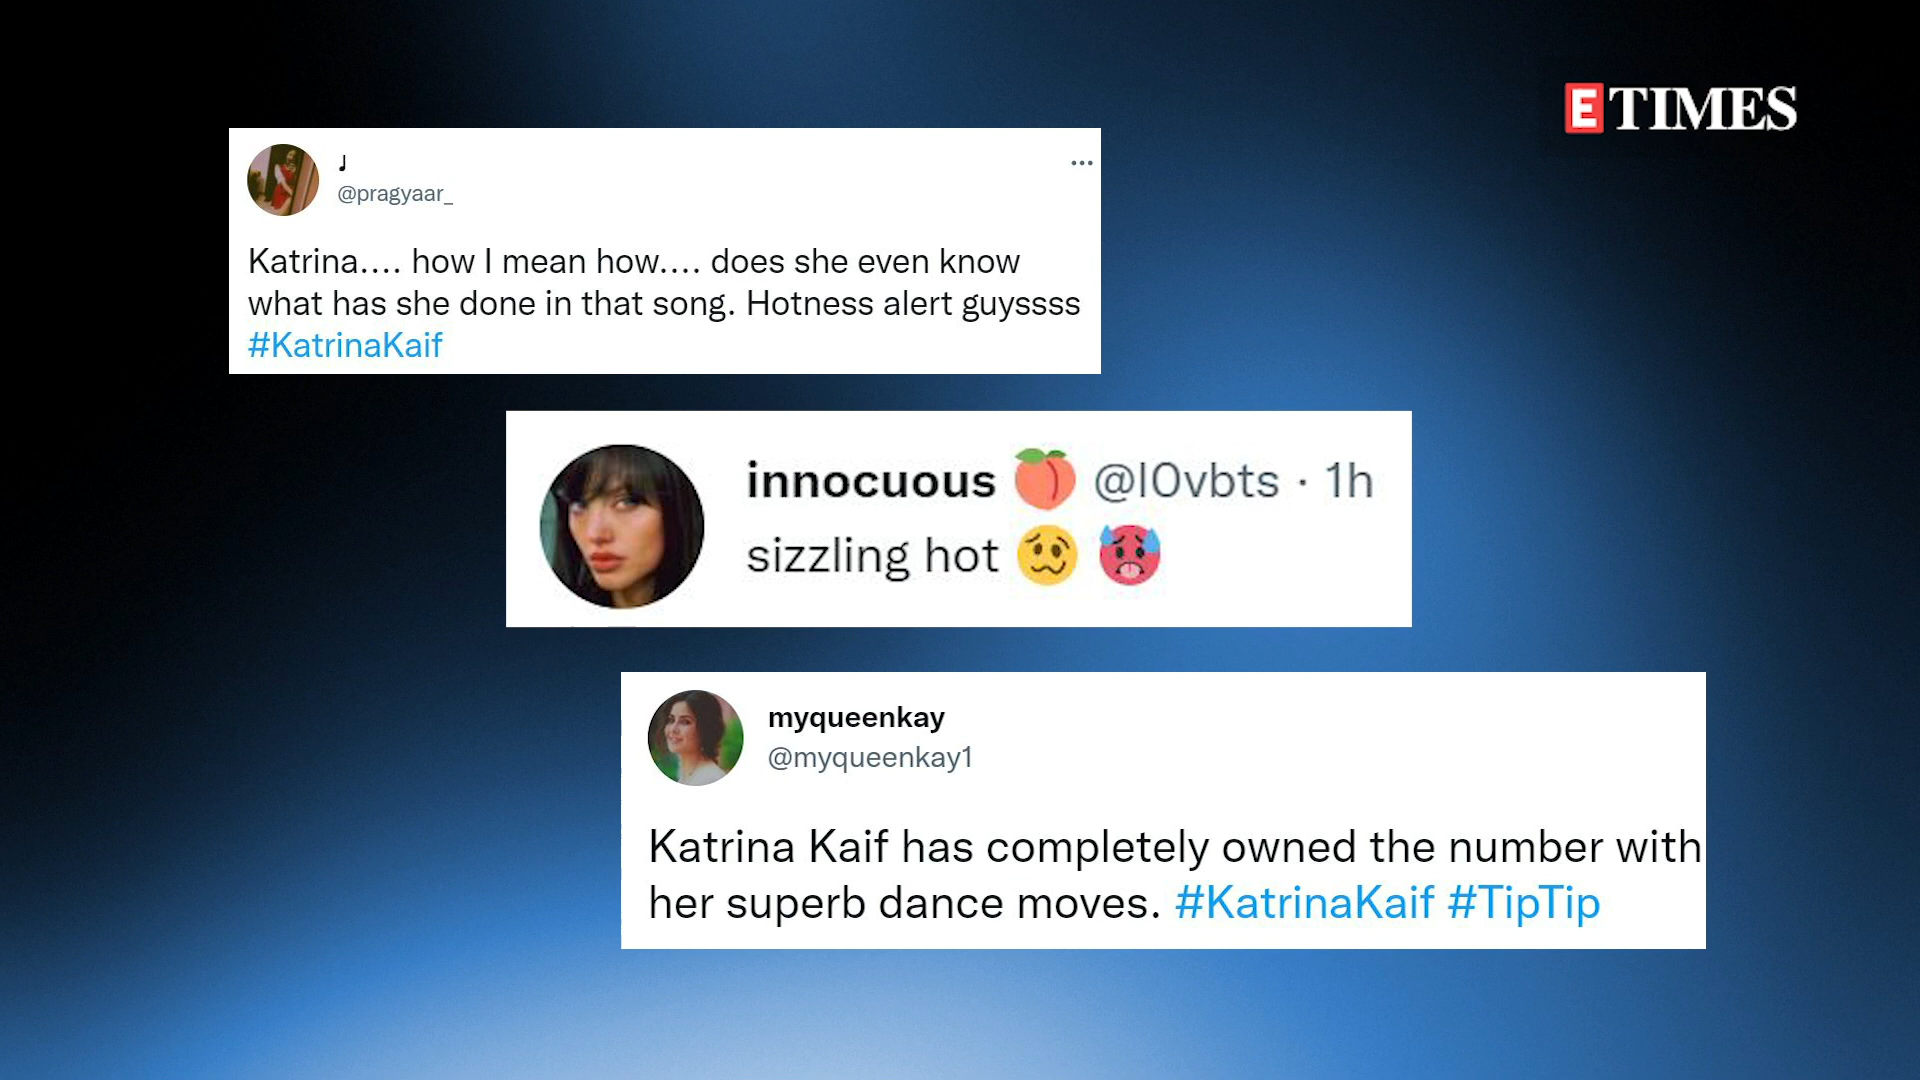 ETIMES
♩
@pragyaar_
...
Katrina.... how I mean how.... does she even know
what has she done in that song. Hotness alert guyssss
#KatrinaKaif
innocuous 🍑 @l0vbts · 1h
sizzling hot 🥴 🥵
myqueenkay
@myqueenkay1
Katrina Kaif has completely owned the number with
her superb dance moves. #KatrinaKaif #TipTip